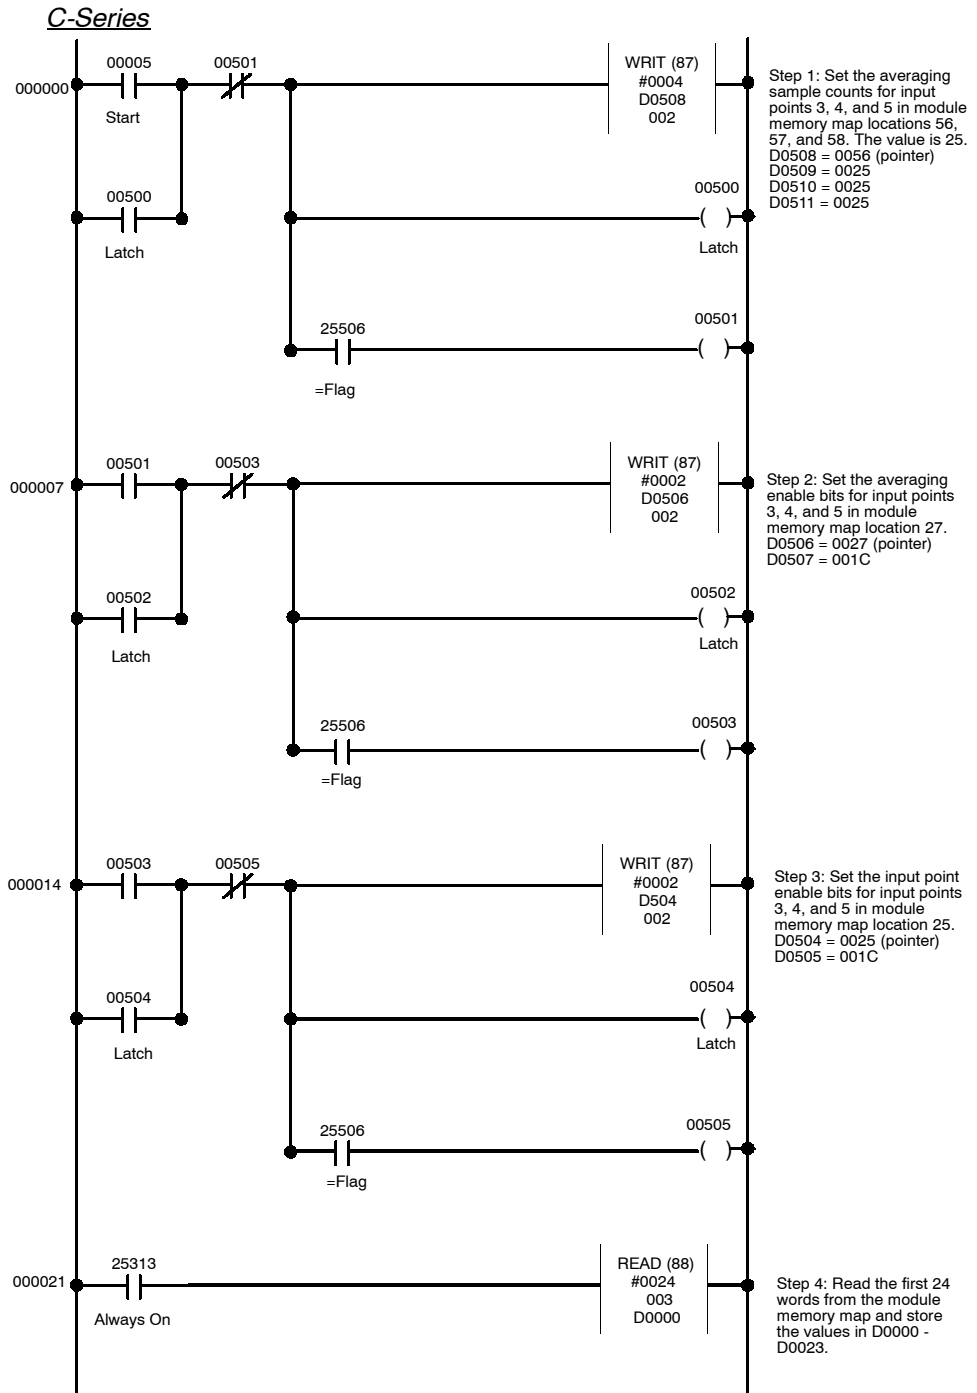 C-Series
00005
00501
000000
Start
WRIT (87)
#0004
D0508
002
Step 1: Set the averaging
sample counts for input
points 3, 4, and 5 in module
memory map locations 56,
57, and 58. The value is 25.
D0508 = 0056 (pointer)
D0509 = 0025
D0510 = 0025
D0511 = 0025
00500
Latch
00500
( )
Latch
25506
=Flag
00501
( )
00501
00503
000007
WRIT (87)
#0002
D0506
002
Step 2: Set the averaging
enable bits for input points
3, 4, and 5 in module
memory map location 27.
D0506 = 0027 (pointer)
D0507 = 001C
00502
Latch
00502
( )
Latch
25506
=Flag
00503
( )
00503
00505
000014
WRIT (87)
#0002
D504
002
Step 3: Set the input point
enable bits for input points
3, 4, and 5 in module
memory map location 25.
D0504 = 0025 (pointer)
D0505 = 001C
00504
Latch
00504
( )
Latch
25506
=Flag
00505
( )
25313
000021
Always On
READ (88)
#0024
003
D0000
Step 4: Read the first 24
words from the module
memory map and store
the values in D0000 -
D0023.